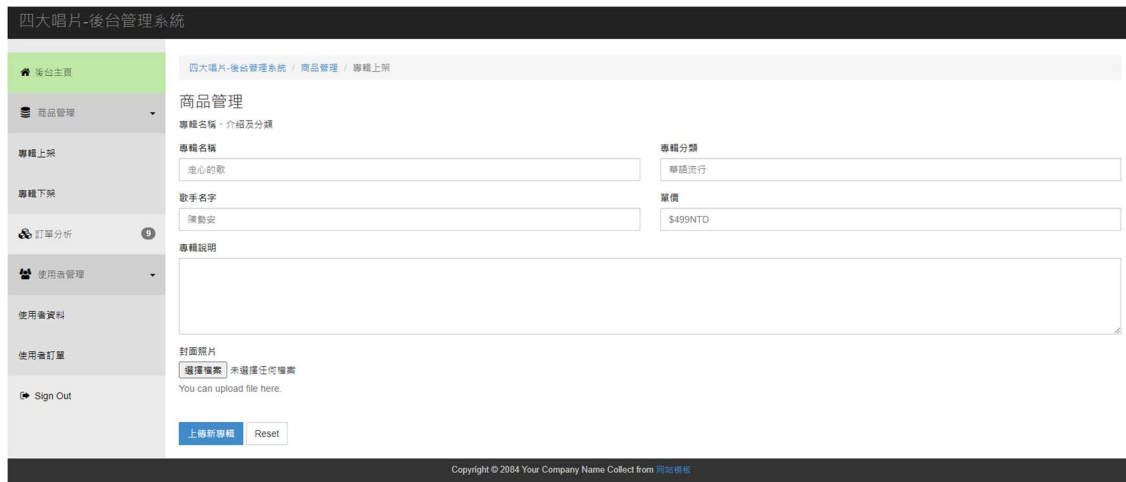 四大唱片-後台管理系統
後台主頁
商品管理
專輯上架
專輯下架
訂單分析 9
使用者管理
使用者資料
使用者訂單
Sign Out
四大唱片-後台管理系統 / 商品管理 / 專輯上架
商品管理
專輯名稱、介紹及分類
專輯名稱 專輯分類
走心的歌 華語流行
歌手名字 單價
陳勢安 $499NTD
專輯說明
封面照片
選擇檔案 未選擇任何檔案
You can upload file here.
上傳新專輯 Reset
Copyright © 2084 Your Company Name Collect from 网站模板